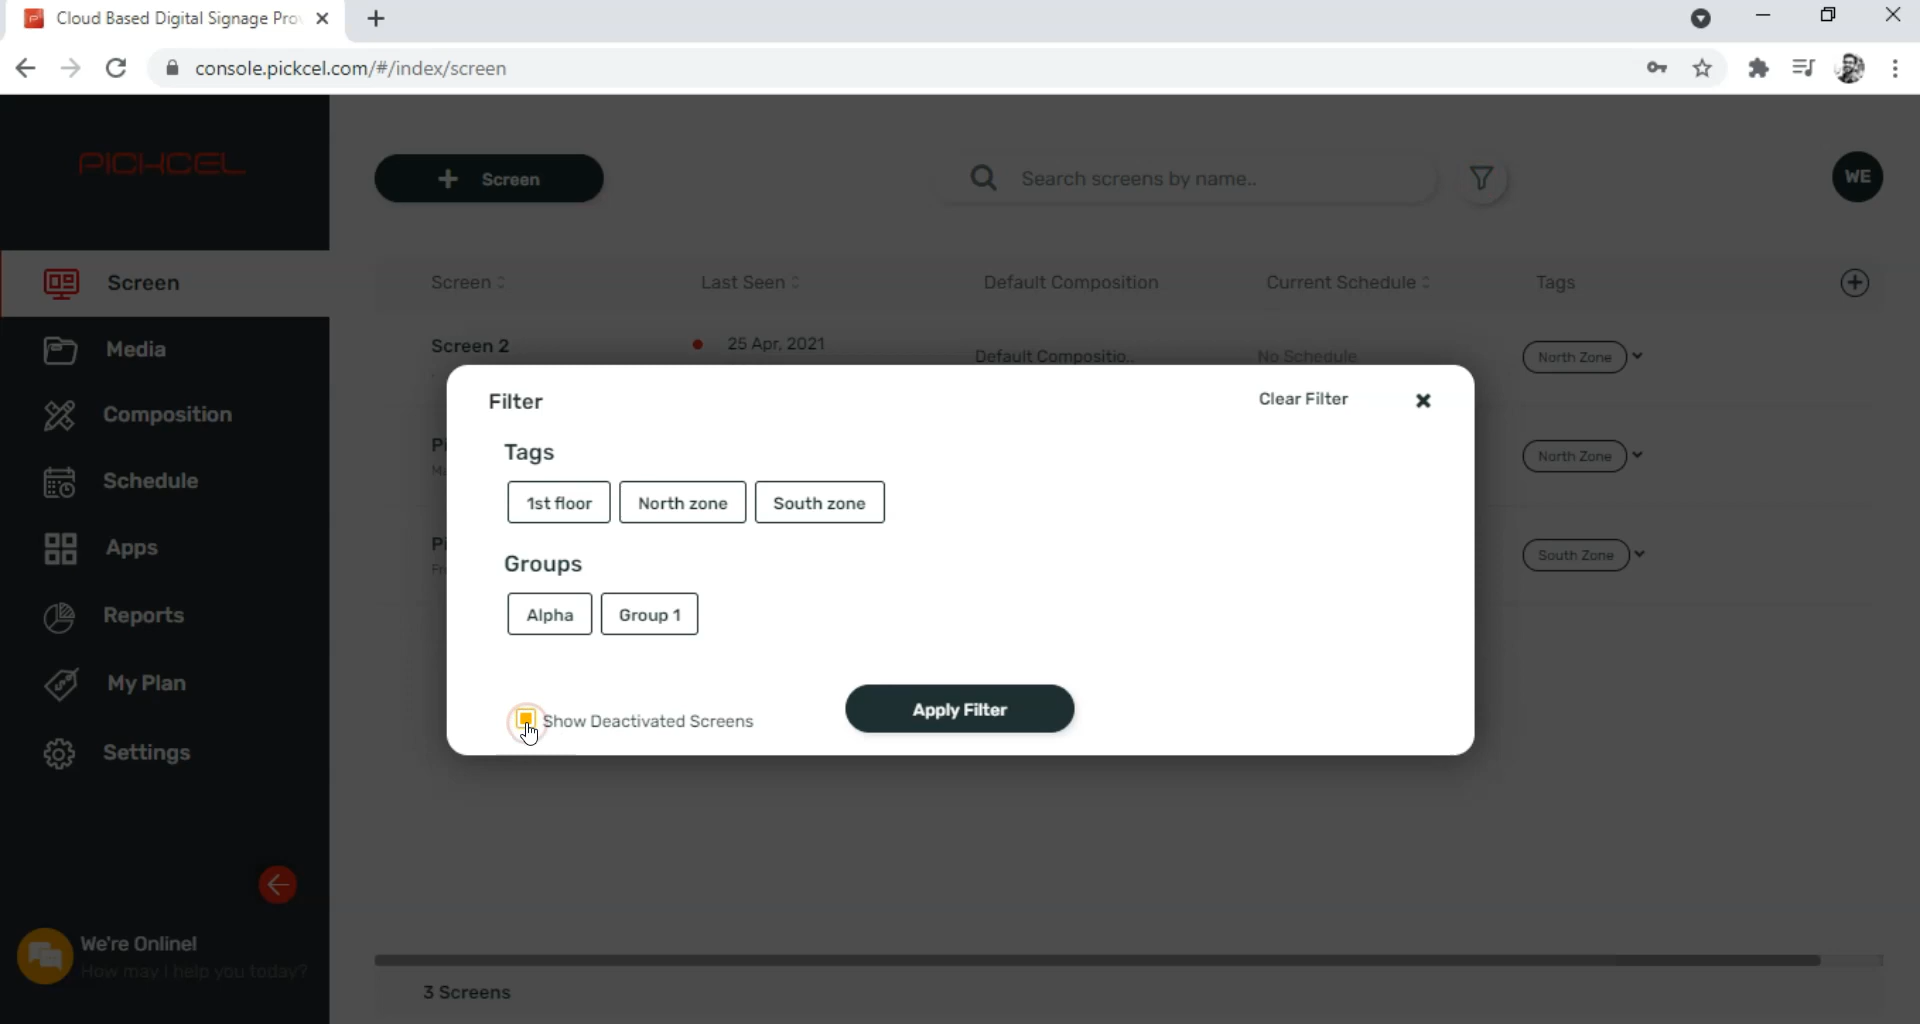 Cloud Based Digital Signage Pro
console.pickcel.com/#/index/screen
PICKCEL
+ Screen
Search screens by name..
WE
Screen
Media
Composition
Schedule
Apps
Reports
My Plan
Settings
We're Online!
How may I help you today?
Screen
Last Seen
Default Composition
Current Schedule
Tags
Screen 2
25 Apr, 2021
Default Compositio..
No Schedule
North Zone
North Zone
South Zone
Filter
Clear Filter
Tags
1st floor
North zone
South zone
Groups
Alpha
Group 1
Show Deactivated Screens
Apply Filter
3 Screens